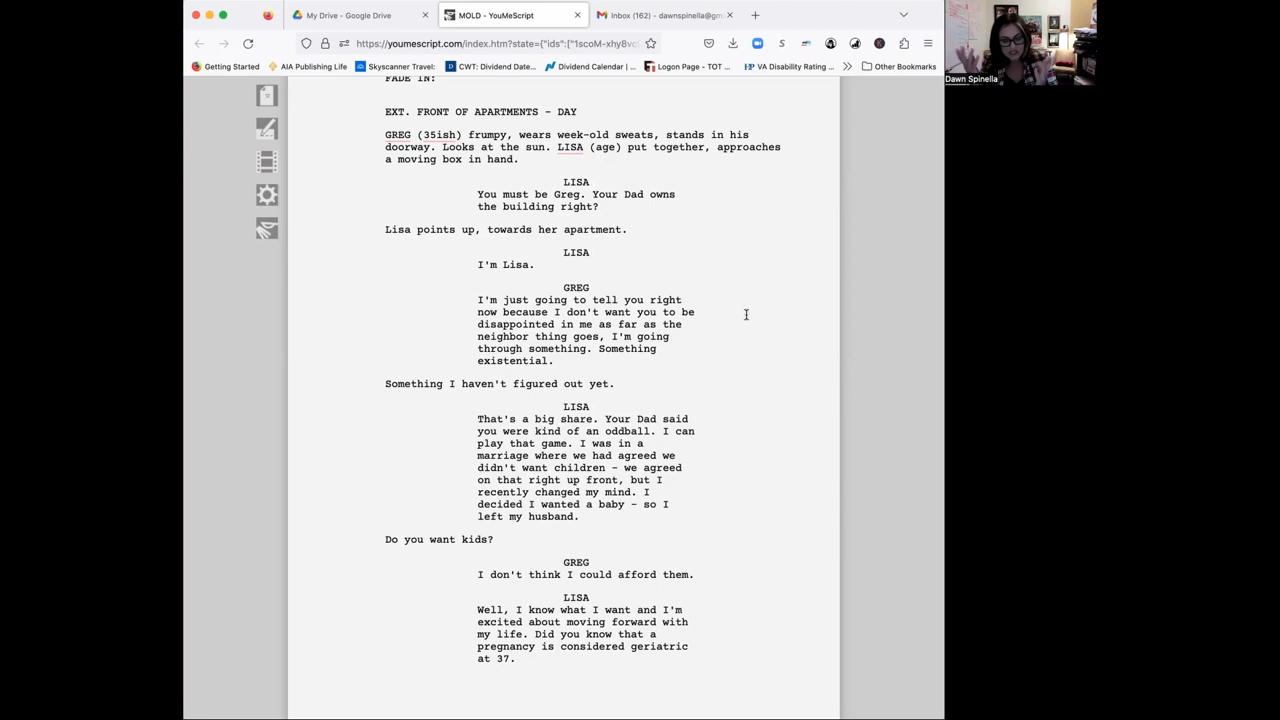 My Drive - Google Drive
MOLD - YouMeScript
Inbox (162) - dawnspinella@gm
https://youmescript.com/index.htm?state={"ids":["1scoM-xhy8vc
Getting Started
AIA Publishing Life
Skyscanner Travel:
CWT: Dividend Date...
Dividend Calendar | ...
Logon Page - TOT ...
VA Disability Rating ...
Other Bookmarks
Dawn Spinella
FADE IN:
EXT. FRONT OF APARTMENTS - DAY
GREG (35ish) frumpy, wears week-old sweats, stands in his
doorway. Looks at the sun. LISA (age) put together, approaches
a moving box in hand.
LISA
You must be Greg. Your Dad owns
the building right?
Lisa points up, towards her apartment.
LISA
I'm Lisa.
GREG
I'm just going to tell you right
now because I don't want you to be
disappointed in me as far as the
neighbor thing goes, I'm going
through something. Something
existential.
Something I haven't figured out yet.
LISA
That's a big share. Your Dad said
you were kind of an oddball. I can
play that game. I was in a
marriage where we had agreed we
didn't want children - we agreed
on that right up front, but I
recently changed my mind. I
decided I wanted a baby - so I
left my husband.
Do you want kids?
GREG
I don't think I could afford them.
LISA
Well, I know what I want and I'm
excited about moving forward with
my life. Did you know that a
pregnancy is considered geriatric
at 37.